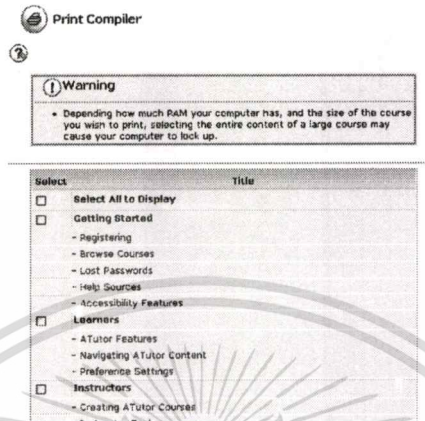 Print Compiler
Warning
• Depending how much RAM your computer has, and the size of the course
you wish to print, selecting the entire content of a large course may
cause your computer to lock up.
Select Title
Select All to Display
Getting Started
- Registering
- Browse Courses
- Lost Passwords
- Help Sources
- Accessibility Features
Learners
- ATutor Features
- Navigating ATutor Content
- Preference Settings
Instructors
- Creating ATutor Courses